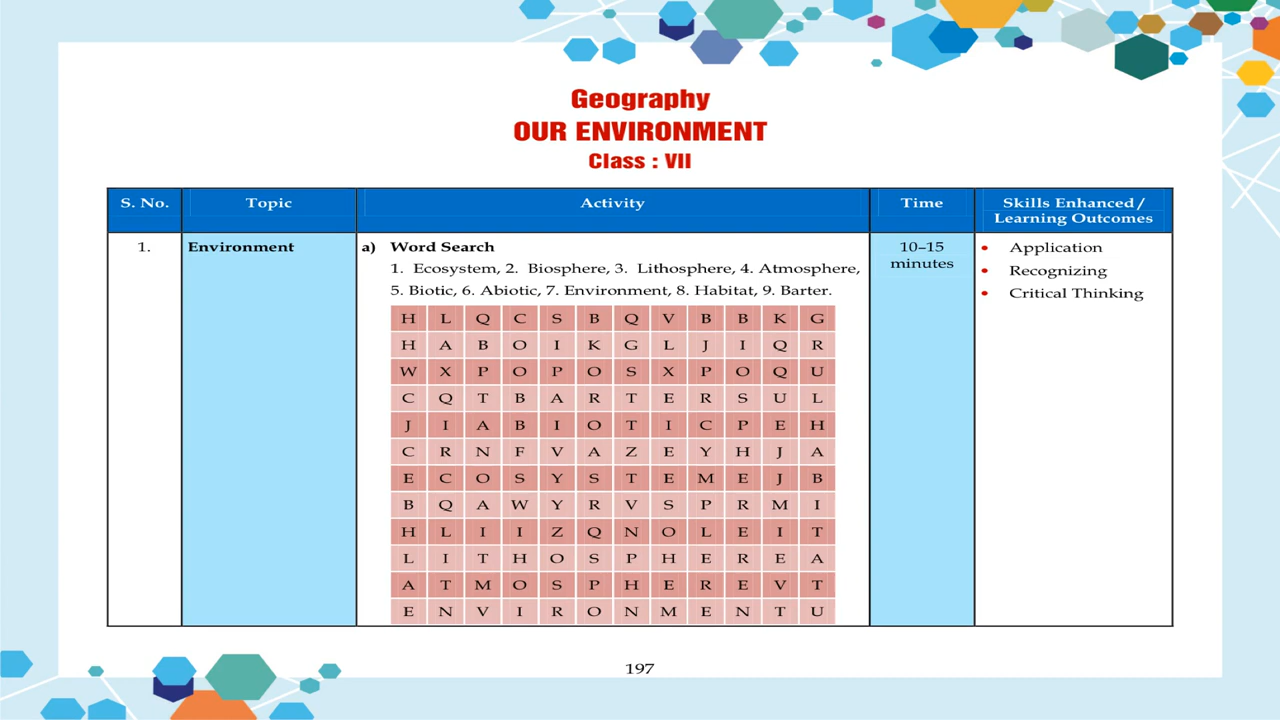 Geography
OUR ENVIRONMENT
Class : VII
S. No. Topic Activity Time Skills Enhanced/
Learning Outcomes
1. Environment a) Word Search 10–15 minutes • Application
1. Ecosystem, 2. Biosphere, 3. Lithosphere, 4. Atmosphere, • Recognizing
5. Biotic, 6. Abiotic, 7. Environment, 8. Habitat, 9. Barter. • Critical Thinking
H L Q C S B Q V B B K G
H A B O I K G L J I Q R
W X P O P O S X P O Q U
C Q T B A R T E R S U L
J I A B I O T I C P E H
C R N F V A Z E Y H J A
E C O S Y S T E M E J B
B Q A W Y R V S P R M I
H L I I Z Q N O L E I T
L I T H O S P H E R E A
A T M O S P H E R E V T
E N V I R O N M E N T U
197